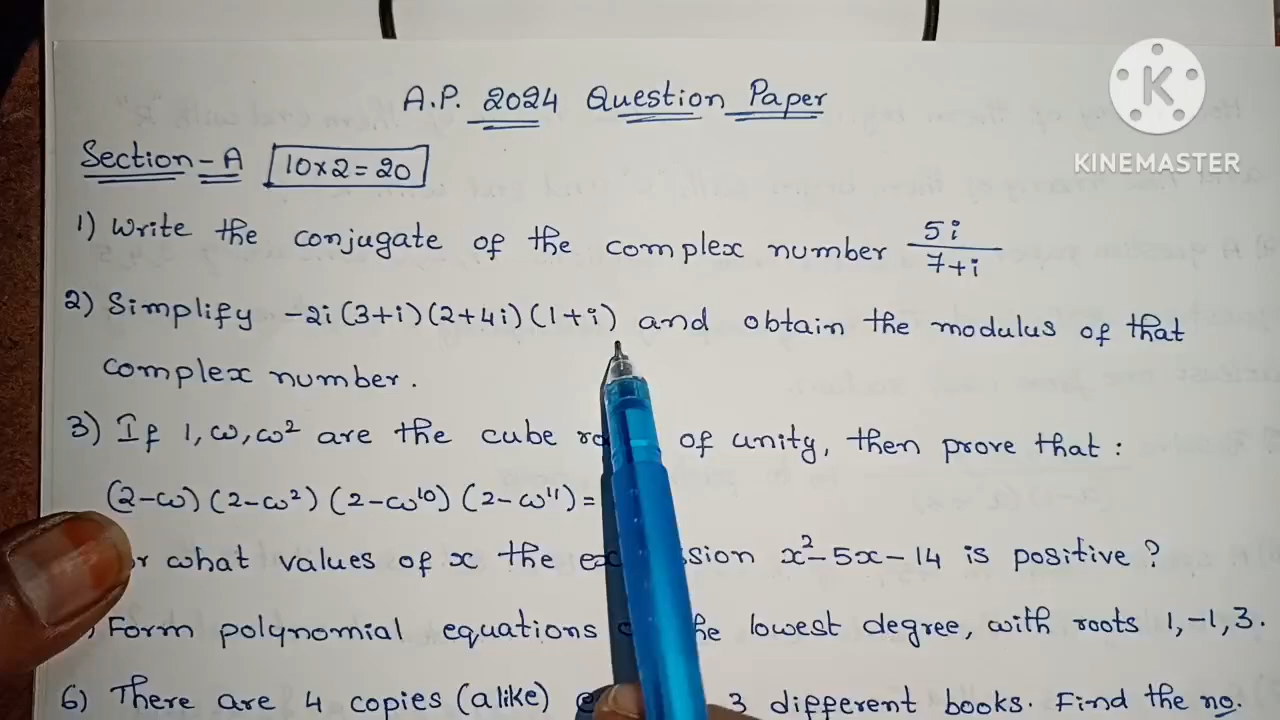 A.P. 2024 Question Paper
KINEMASTER
Section-A 10×2=20
1) Write the conjugate of the complex number 5i/7+i
2) Simplify -2i(3+i)(2+4i)(1+i) and obtain the modulus of that
complex number.
3) If 1, ω, ω² are the cube of unity, then prove that :
(2-ω) (2-ω²) (2-ω¹⁰) (2-ω¹¹) =
what values of x the x²-5x-14 is positive ?
Form polynomial equations lowest degree, with roots 1,-1,3.
6) There are 4 copies (alike) 3 different books. Find the no.